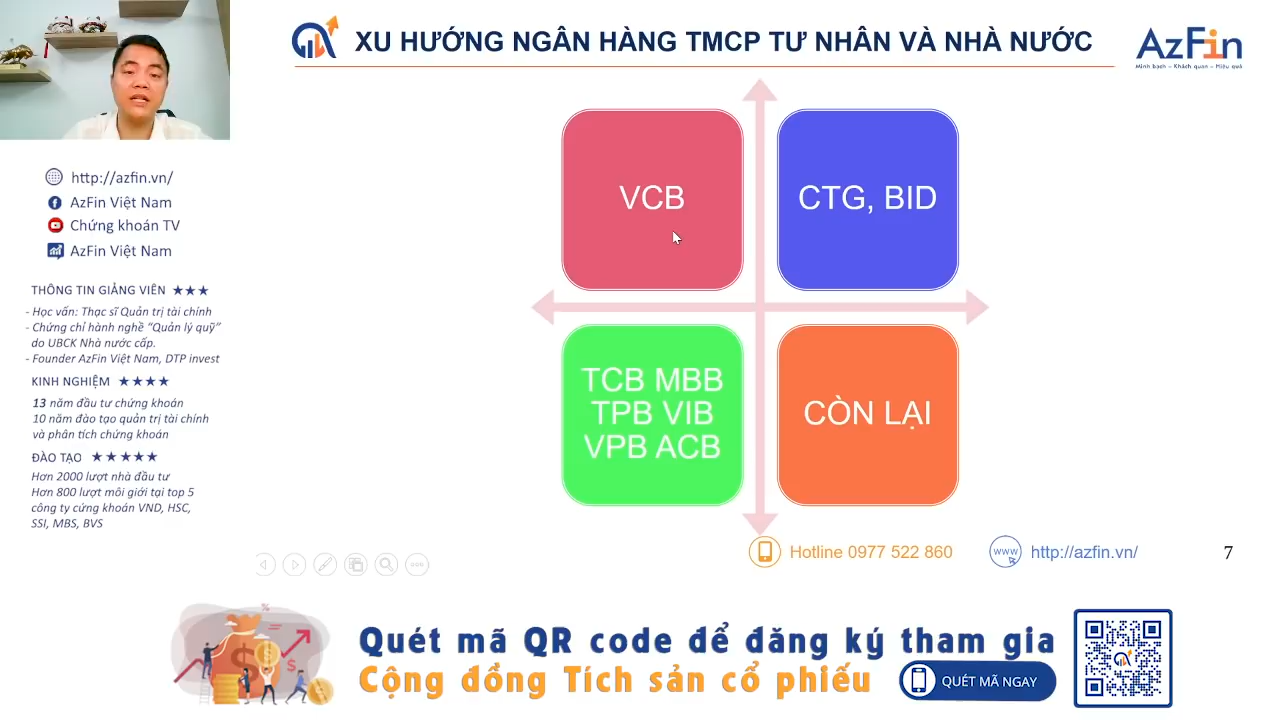 XU HƯỚNG NGÂN HÀNG TMCP TƯ NHÂN VÀ NHÀ NƯỚC
AzFin
Minh bạch – Khách quan – Hiệu quả
http://azfin.vn/
AzFin Việt Nam
Chứng khoán TV
AzFin Việt Nam
THÔNG TIN GIẢNG VIÊN ★★★
- Học vấn: Thạc sĩ Quản trị tài chính
- Chứng chỉ hành nghề “Quản lý quỹ”
do UBCK Nhà nước cấp.
- Founder AzFin Việt Nam, DTP invest
KINH NGHIỆM ★★★★
13 năm đầu tư chứng khoán
10 năm đào tạo quản trị tài chính
và phân tích chứng khoán
ĐÀO TẠO ★★★★★
Hơn 2000 lượt nhà đầu tư
Hơn 800 lượt môi giới tại top 5
công ty cứng khoán VND, HSC,
SSI, MBS, BVS
VCB
CTG, BID
TCB MBB
TPB VIB
VPB ACB
CÒN LẠI
Hotline 0977 522 860
www
http://azfin.vn/
7
Quét mã QR code để đăng ký tham gia
Cộng đồng Tích sản cổ phiếu
QUÉT MÃ NGAY